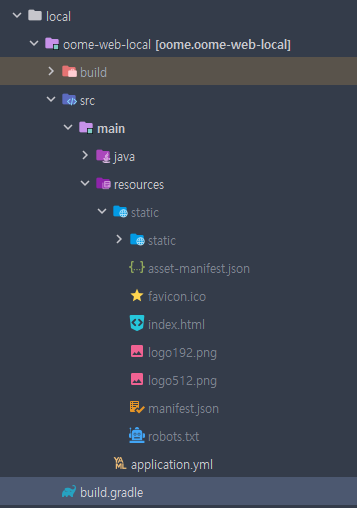 local
oome-web-local [oome.oome-web-local]
build
src
main
java
resources
static
static
asset-manifest.json
favicon.ico
index.html
logo192.png
logo512.png
manifest.json
robots.txt
application.yml
build.gradle